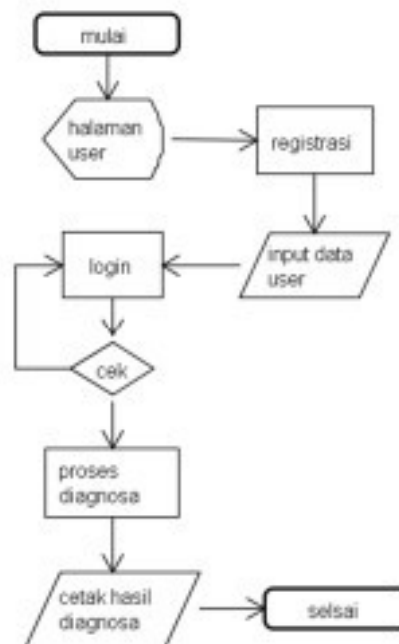 mulai
halaman
user
registrasi
input data
user
login
cek
proses
diagnosa
cetak hasil
diagnosa
selsai